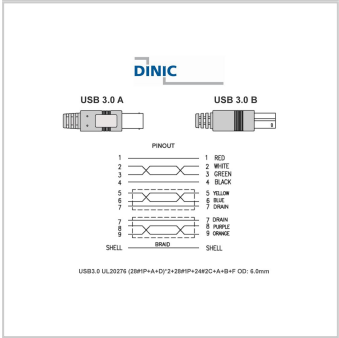 DINIC
USB 3.0 A USB 3.0 B
PINOUT
1 1 RED
2 2 WHITE
3 3 GREEN
4 4 BLACK
5 5 YELLOW
6 6 BLUE
7 7 DRAIN
7 7 DRAIN
8 8 PURPLE
9 9 ORANGE
SHELL BRAID SHELL
USB3.0 UL20276 (28#1P+A+D)*2+28#1P+24#2C+A+B+F OD: 6.0mm